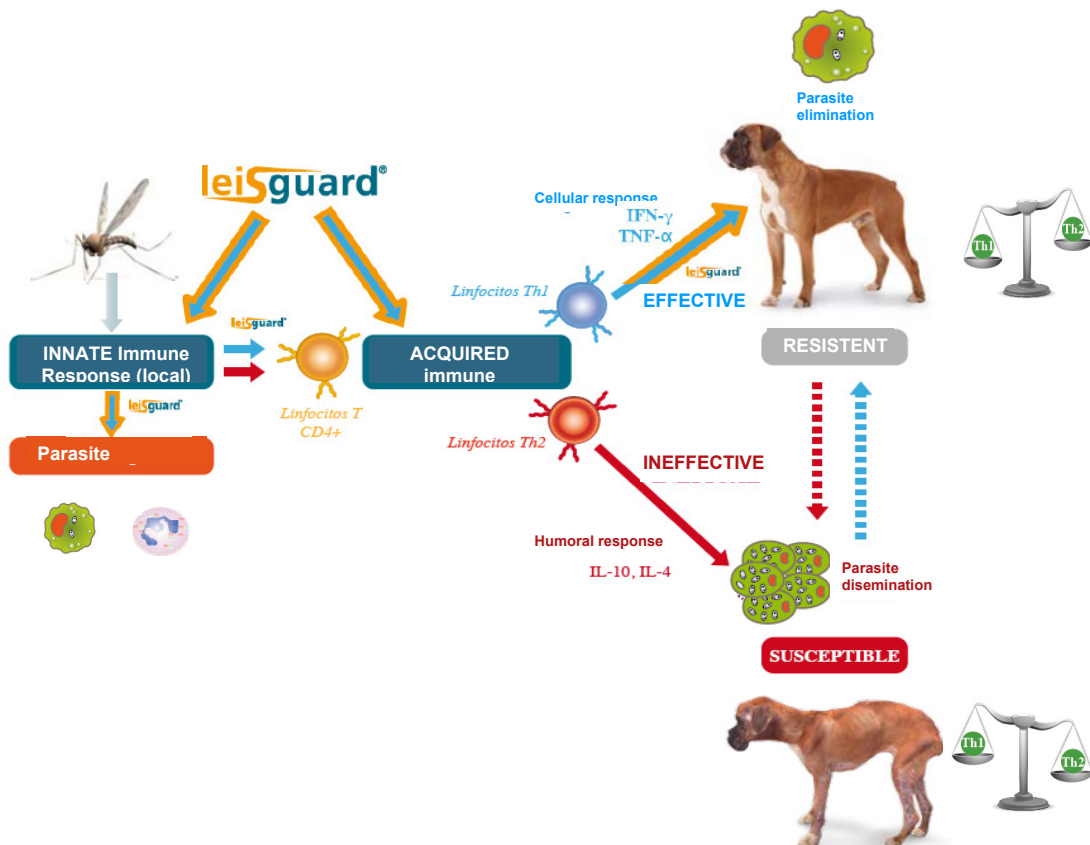 Parasite
elimination
leiSguard®
Cellular response
IFN-γ
TNF-α
Th1
Th2
leiSguard®
Linfocitos Th1
EFFECTIVE
leiSguard®
INNATE Immune
Response (local)
ACQUIRED
immune
RESISTENT
leiSguard®
Linfocitos T
CD4+
Linfocitos Th2
Parasite
INEFFECTIVE
Humoral response
IL-10, IL-4
Parasite
disemination
SUSCEPTIBLE
Th1
Th2